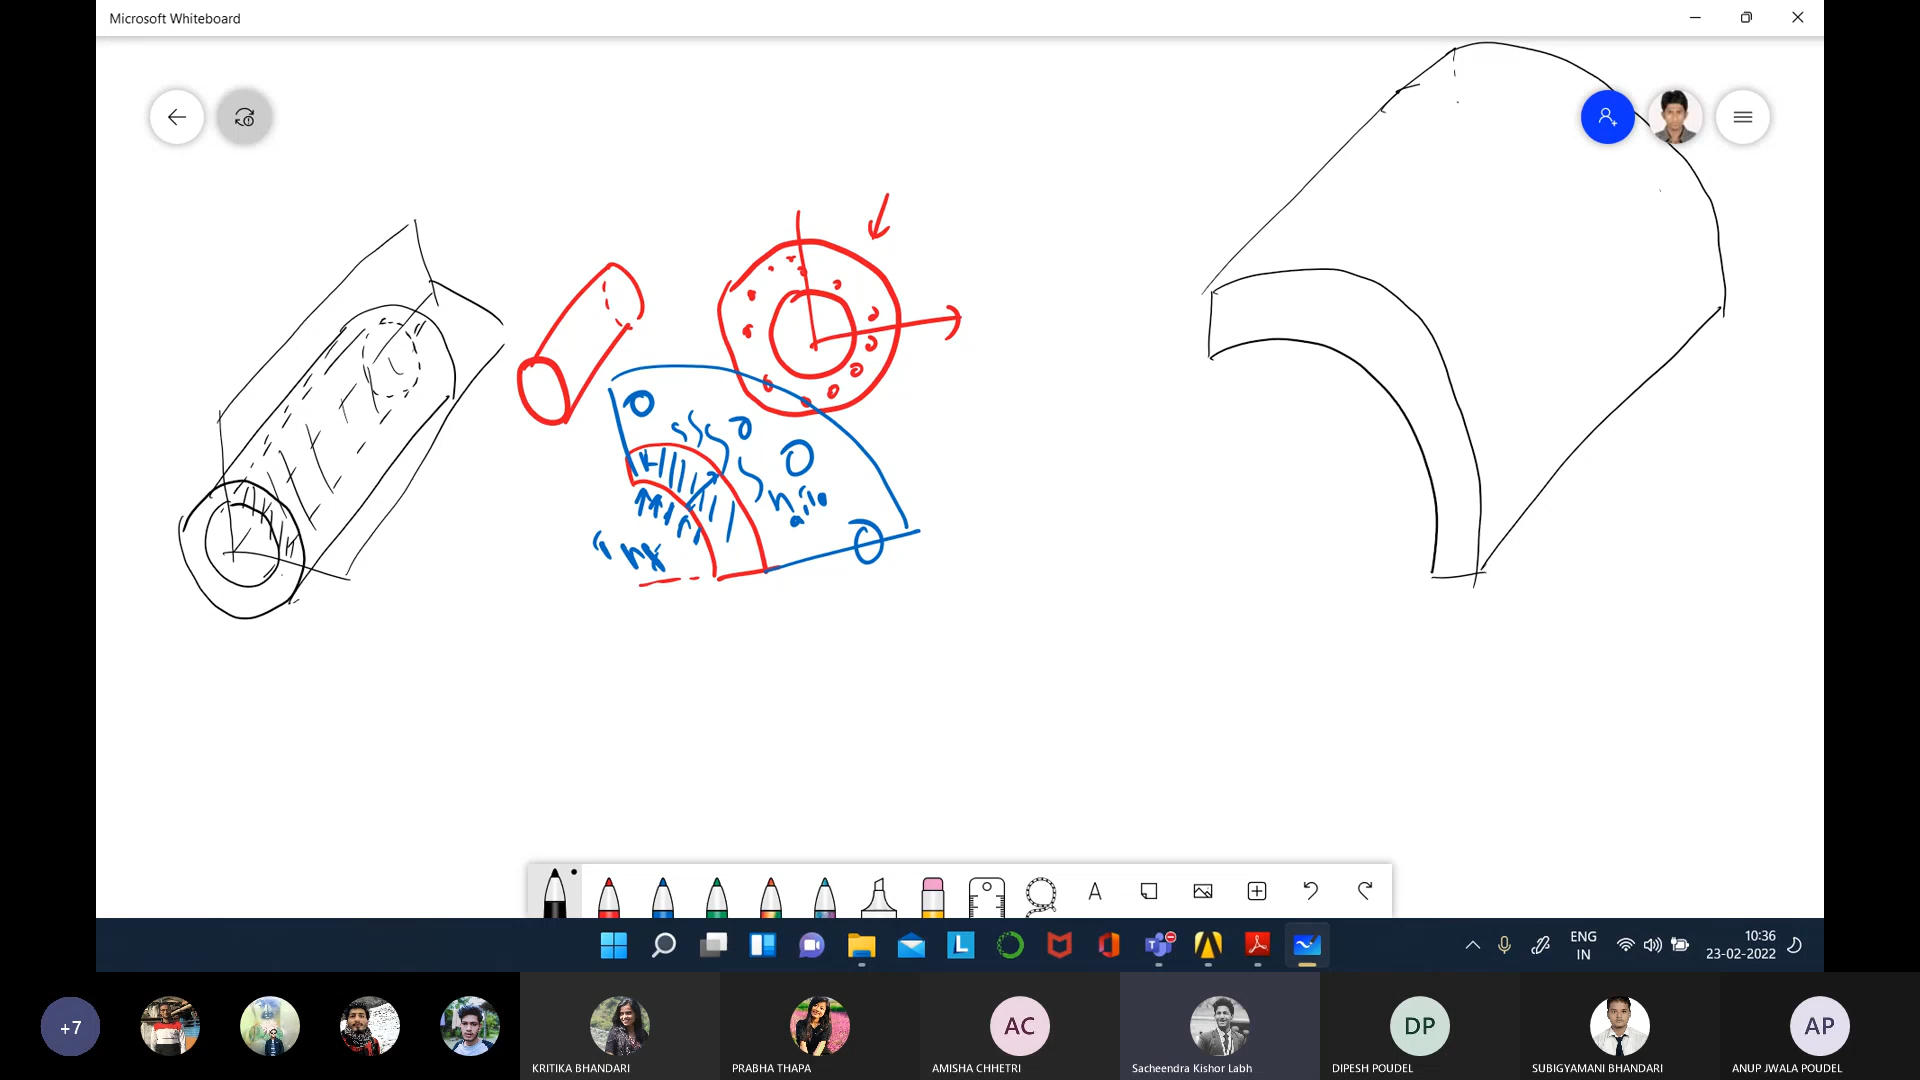 Microsoft Whiteboard
A
L
ENG
IN
10:36
23-02-2022
+7
AC
DP
AP
KRITIKA BHANDARI
PRABHA THAPA
AMISHA CHHETRI
Sacheendra Kishor Labh
DIPESH POUDEL
SUBIGYAMANI BHANDARI
ANUP JWALA POUDEL